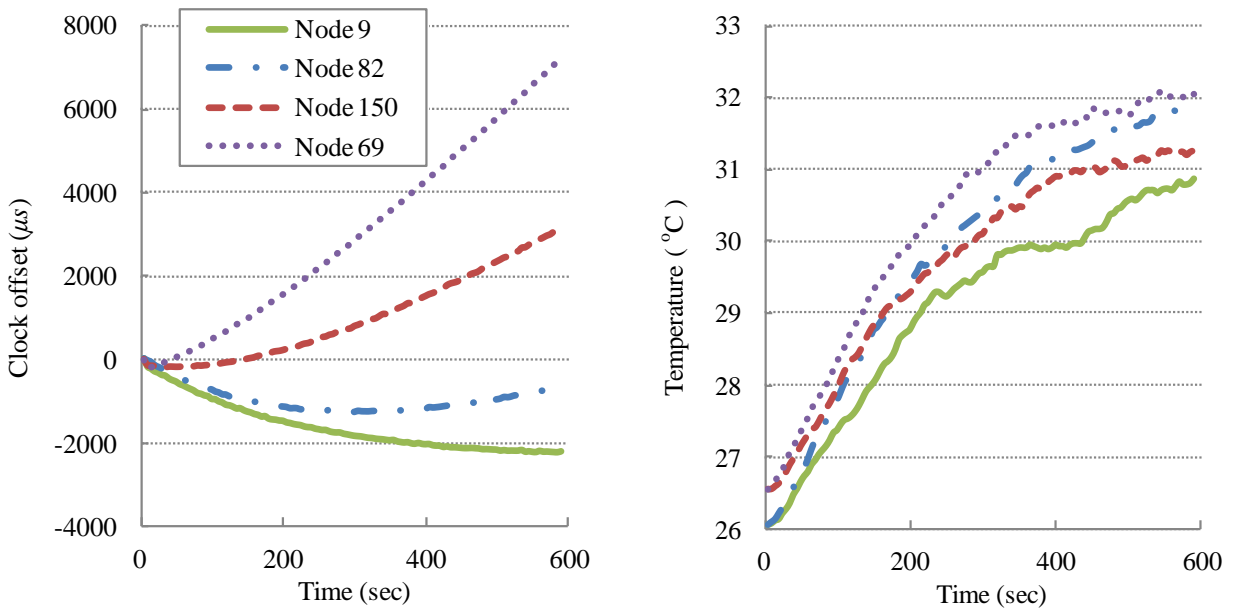 8000
6000
4000
2000
0
-2000
-4000
Clock offset (μs)
Node 9
Node 82
Node 150
Node 69
0
200
400
600
Time (sec)
33
32
31
30
29
28
27
26
Temperature ( °C)
0
200
400
600
Time (sec)